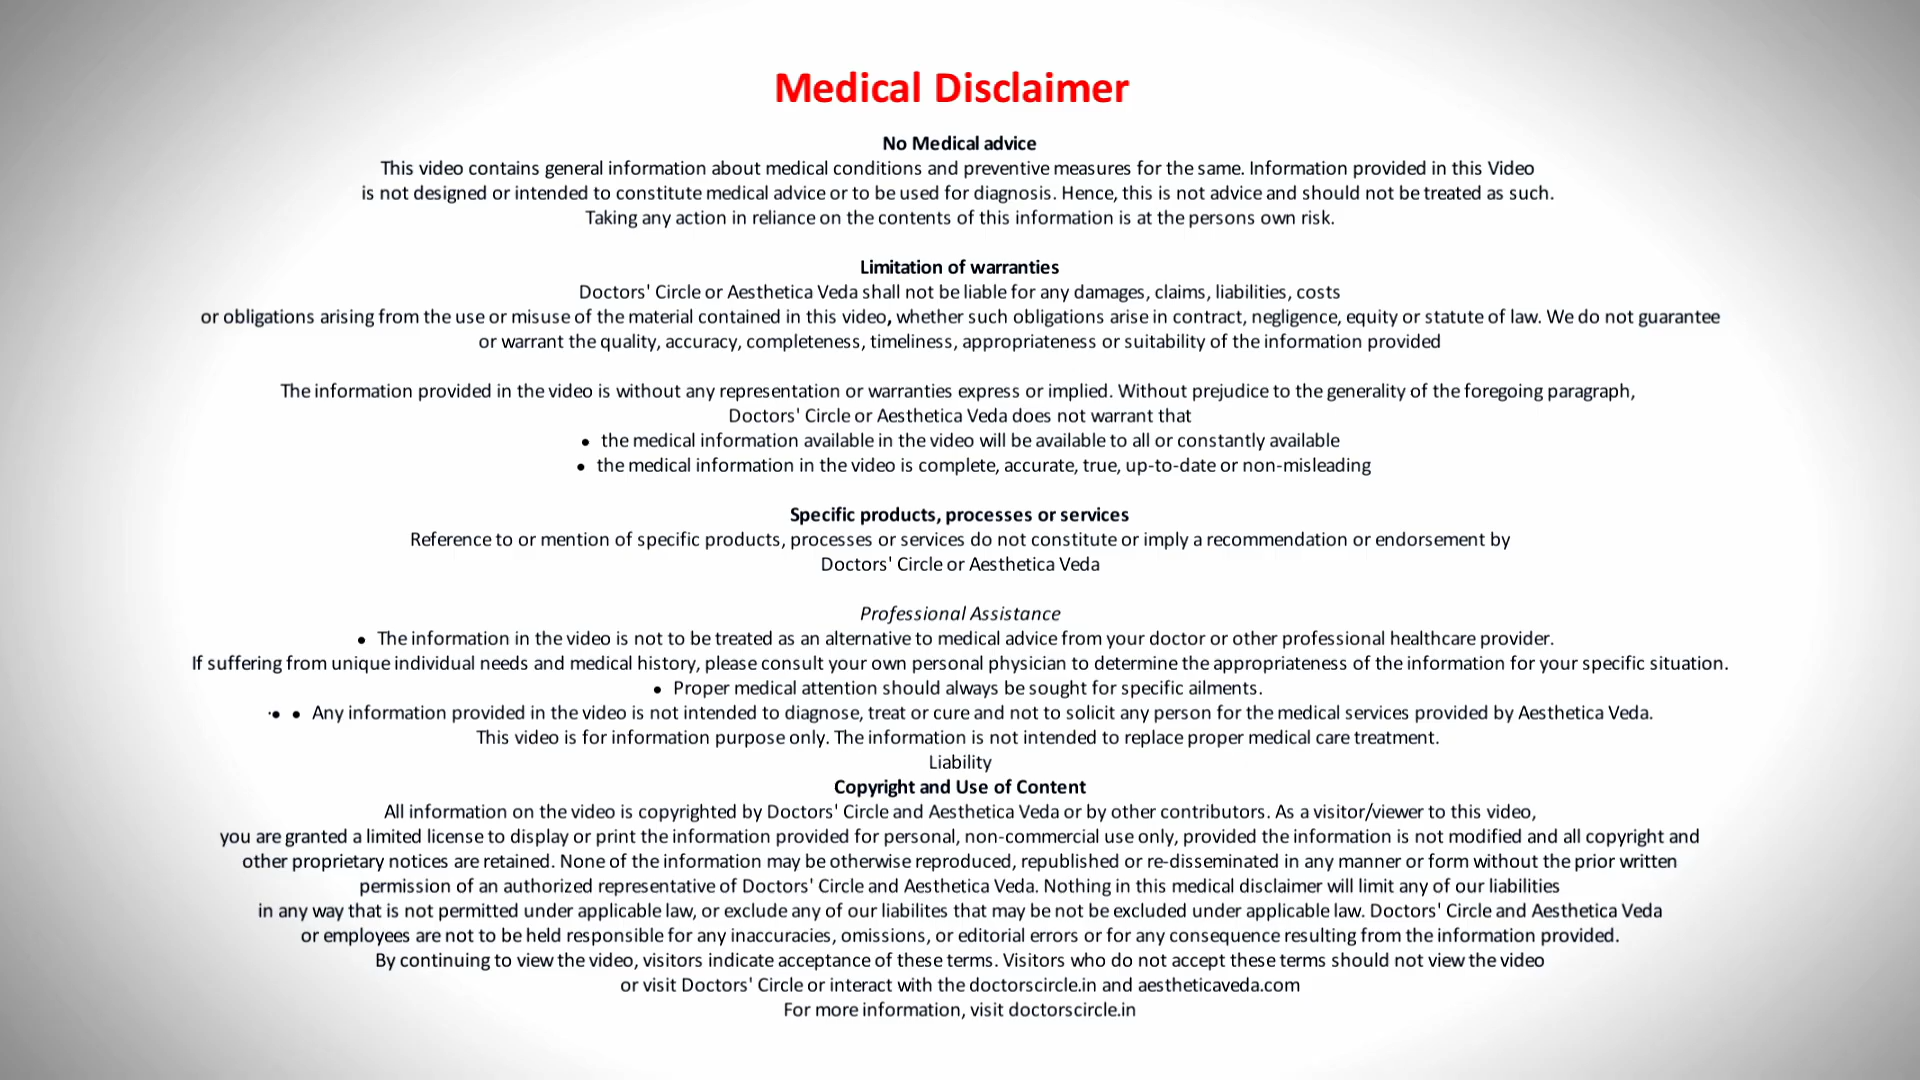 Medical Disclaimer
No Medical advice
This video contains general information about medical conditions and preventive measures for the same. Information provided in this Video
is not designed or intended to constitute medical advice or to be used for diagnosis. Hence, this is not advice and should not be treated as such.
Taking any action in reliance on the contents of this information is at the persons own risk.
Limitation of warranties
Doctors' Circle or Aesthetica Veda shall not be liable for any damages, claims, liabilities, costs
or obligations arising from the use or misuse of the material contained in this video, whether such obligations arise in contract, negligence, equity or statute of law. We do not guarantee
or warrant the quality, accuracy, completeness, timeliness, appropriateness or suitability of the information provided
The information provided in the video is without any representation or warranties express or implied. Without prejudice to the generality of the foregoing paragraph,
Doctors' Circle or Aesthetica Veda does not warrant that
• the medical information available in the video will be available to all or constantly available
• the medical information in the video is complete, accurate, true, up-to-date or non-misleading
Specific products, processes or services
Reference to or mention of specific products, processes or services do not constitute or imply a recommendation or endorsement by
Doctors' Circle or Aesthetica Veda
Professional Assistance
• The information in the video is not to be treated as an alternative to medical advice from your doctor or other professional healthcare provider.
If suffering from unique individual needs and medical history, please consult your own personal physician to determine the appropriateness of the information for your specific situation.
• Proper medical attention should always be sought for specific ailments.
·• • Any information provided in the video is not intended to diagnose, treat or cure and not to solicit any person for the medical services provided by Aesthetica Veda.
This video is for information purpose only. The information is not intended to replace proper medical care treatment.
Liability
Copyright and Use of Content
All information on the video is copyrighted by Doctors' Circle and Aesthetica Veda or by other contributors. As a visitor/viewer to this video,
you are granted a limited license to display or print the information provided for personal, non-commercial use only, provided the information is not modified and all copyright and
other proprietary notices are retained. None of the information may be otherwise reproduced, republished or re-disseminated in any manner or form without the prior written
permission of an authorized representative of Doctors' Circle and Aesthetica Veda. Nothing in this medical disclaimer will limit any of our liabilities
in any way that is not permitted under applicable law, or exclude any of our liabilites that may be not be excluded under applicable law. Doctors' Circle and Aesthetica Veda
or employees are not to be held responsible for any inaccuracies, omissions, or editorial errors or for any consequence resulting from the information provided.
By continuing to view the video, visitors indicate acceptance of these terms. Visitors who do not accept these terms should not view the video
or visit Doctors' Circle or interact with the doctorscircle.in and aestheticaveda.com
For more information, visit doctorscircle.in